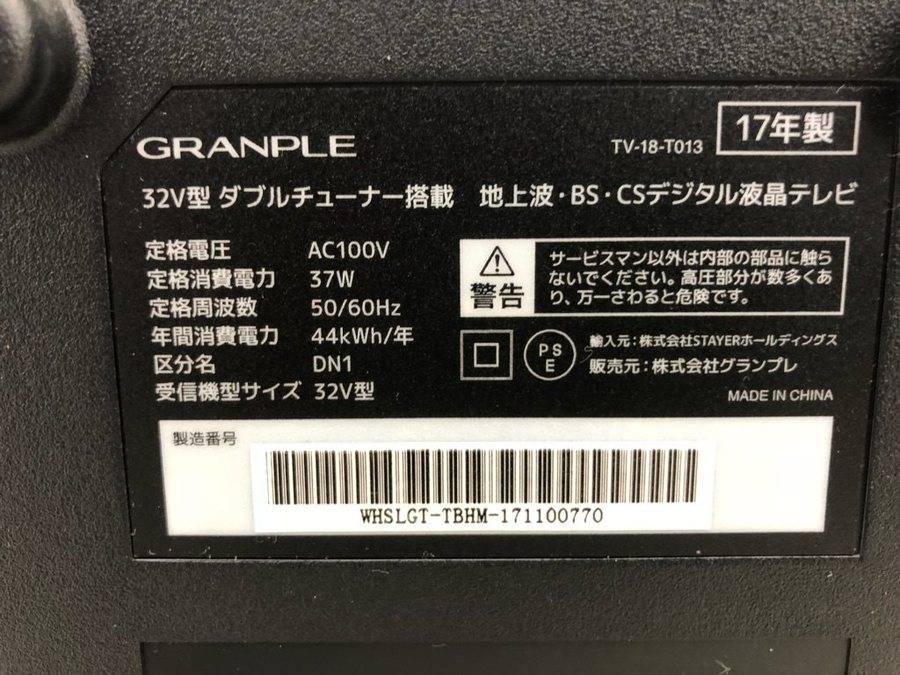 GRANPLE
TV-18-T013
17年製
32V型 ダブルチューナー搭載 地上波・BS・CSデジタル液晶テレビ
定格電圧 AC100V
定格消費電力 37W
定格周波数 50/60Hz
年間消費電力 44kWh/年
区分名 DN1
受信機型サイズ 32V型
警告
サービスマン以外は内部の部品に触ら
ないでください。高圧部分が数多くあ
り、万一さわると危険です。
PS
E
輸入元：株式会社STAYERホールディングス
販売元：株式会社グランプレ
MADE IN CHINA
製造番号
WHSLGT-TBHM-171100770